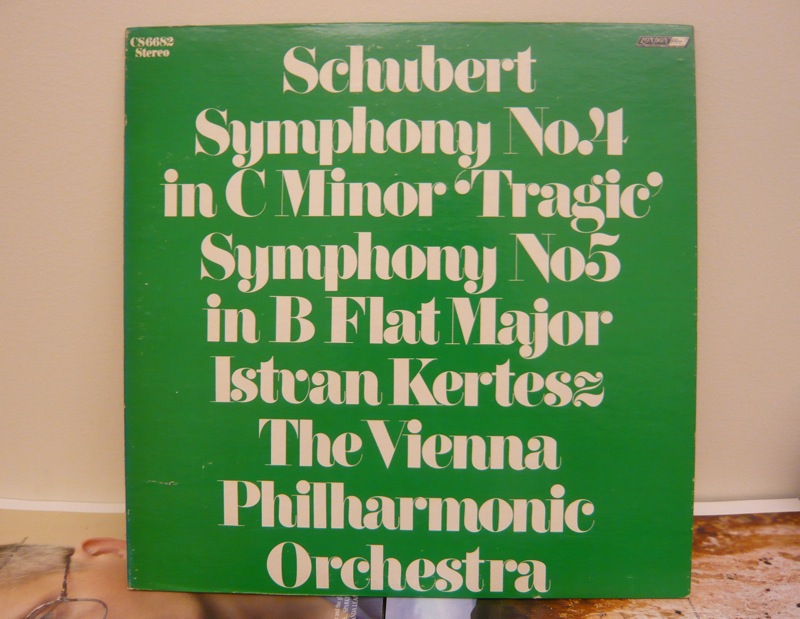 CS6682
Stereo
LONDON
Schubert
Symphony No.4
in C Minor ‘Tragic’
Symphony No5
in B Flat Major
Istvan Kertesz
The Vienna
Philharmonic
Orchestra